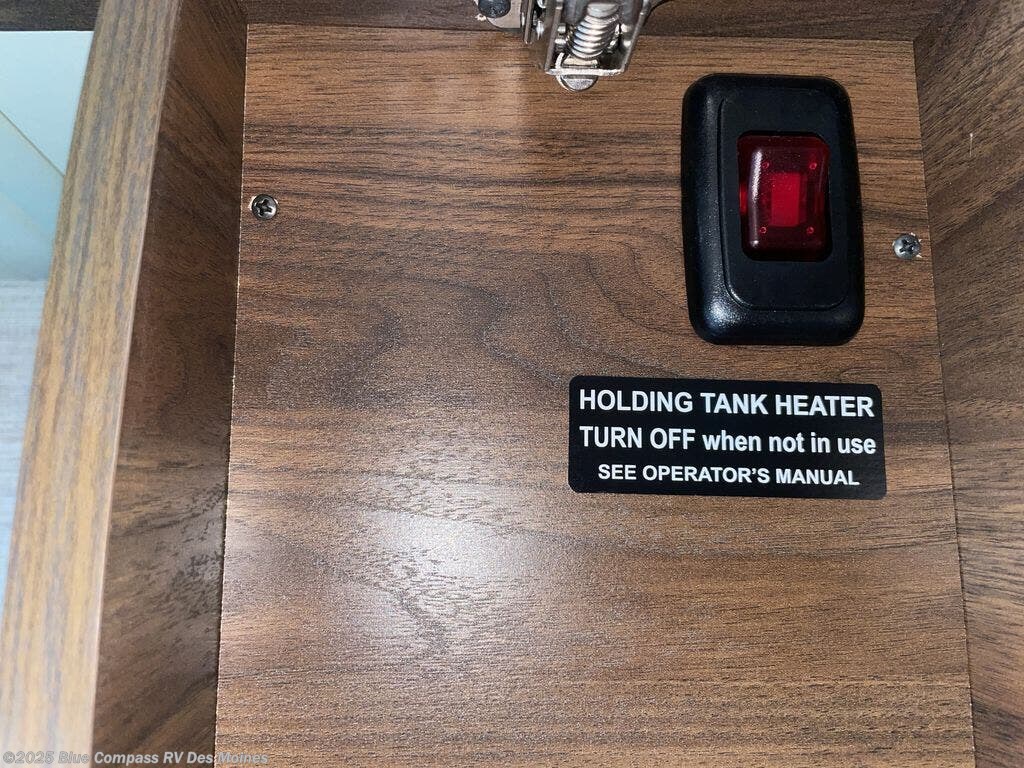 HOLDING TANK HEATER
TURN OFF when not in use
SEE OPERATOR'S MANUAL
©2025 Blue Compass RV Des Moines